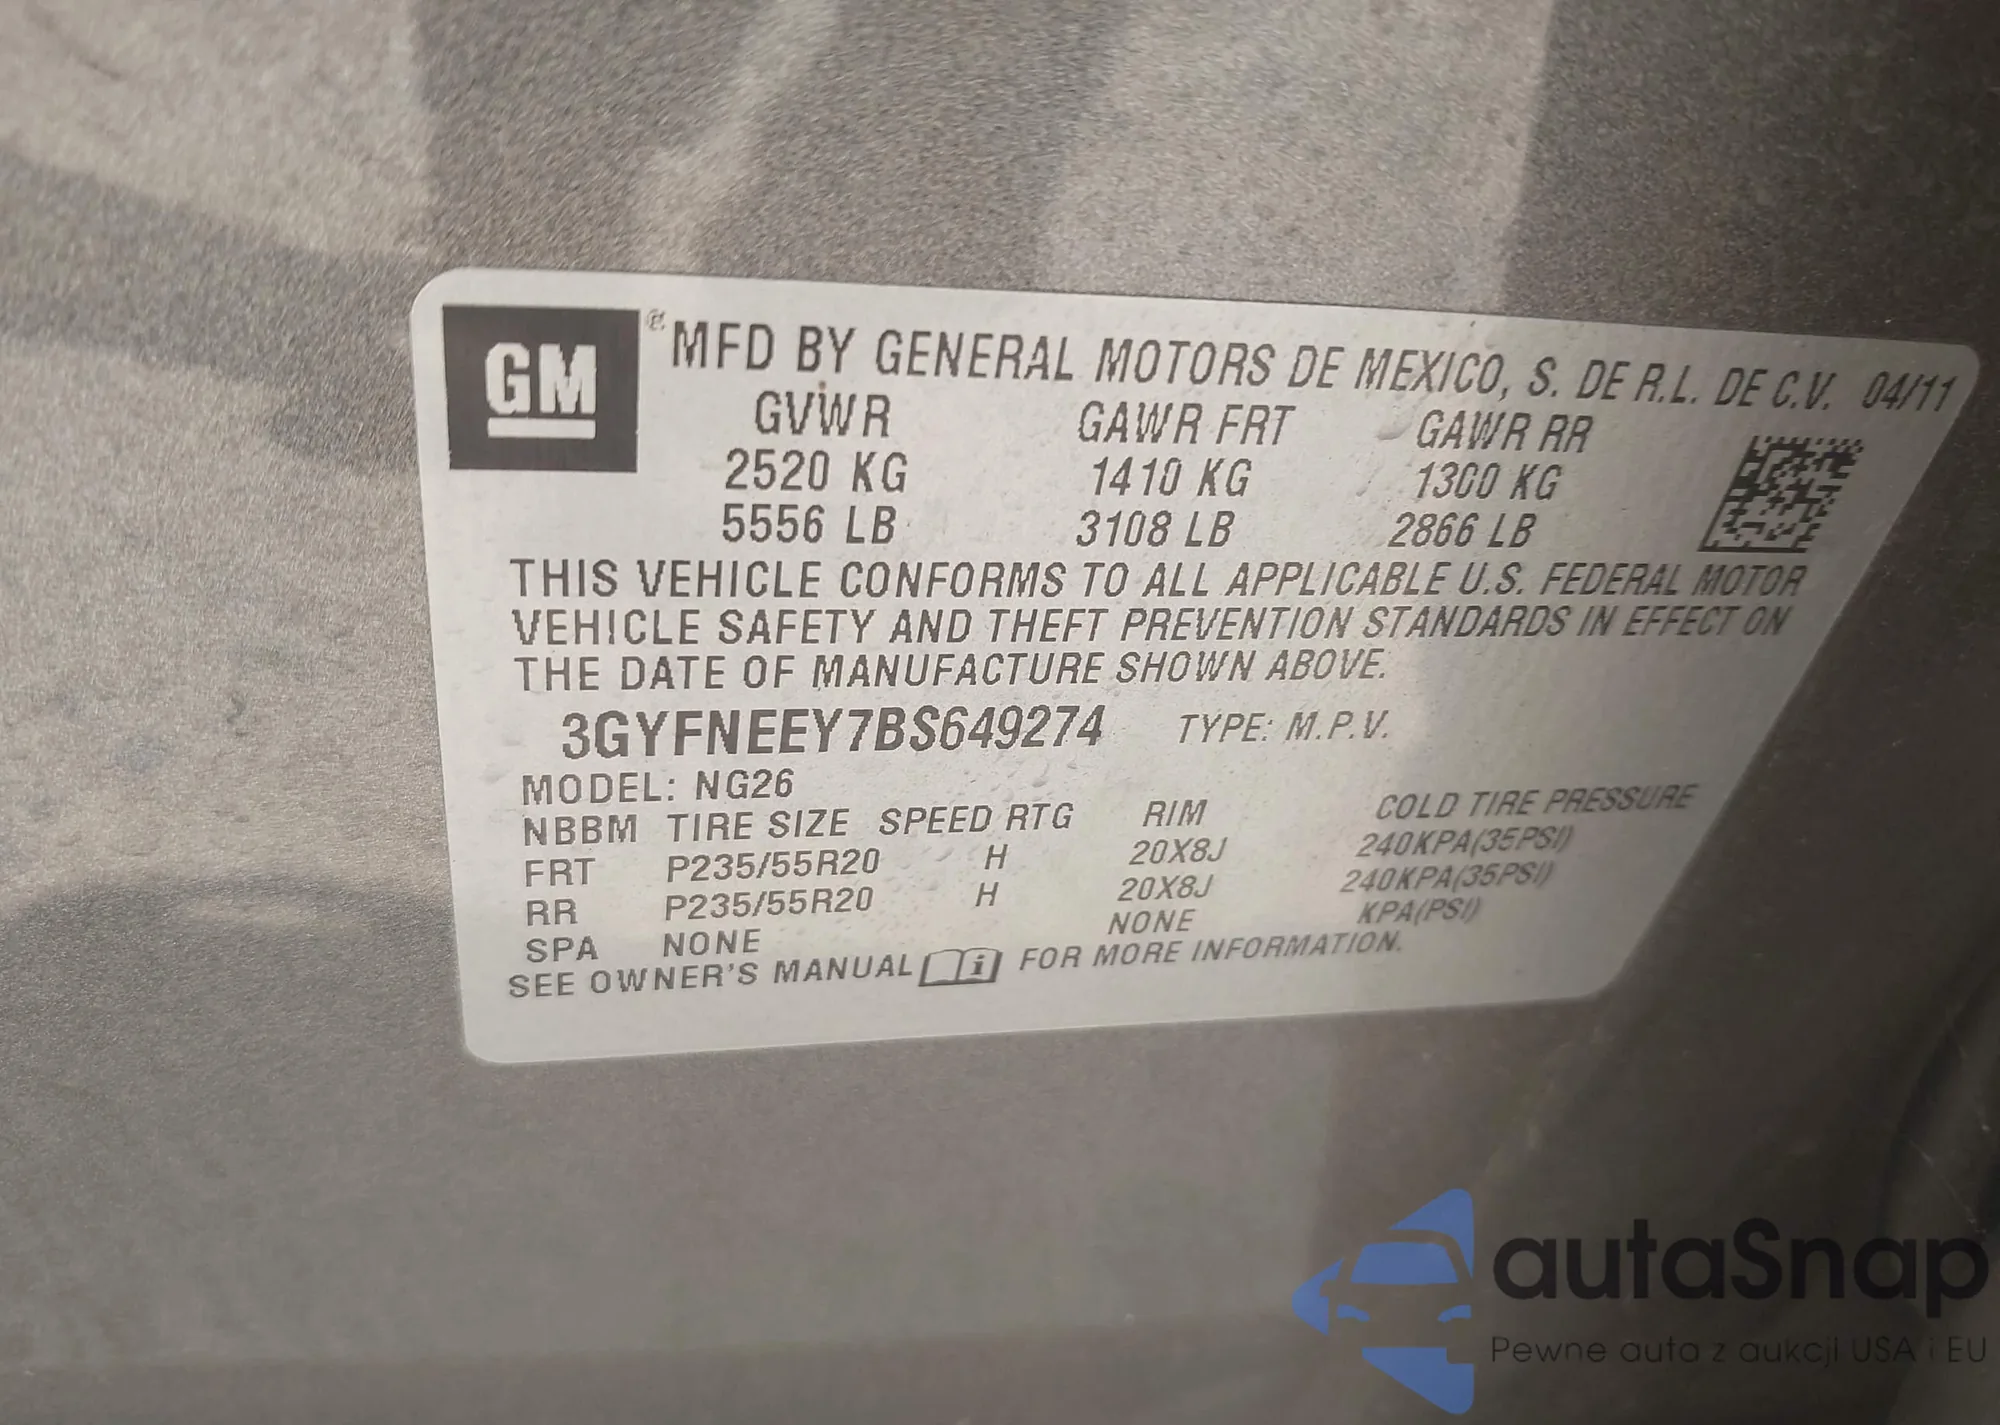 GM ® MFD BY GENERAL MOTORS DE MEXICO, S. DE R.L. DE C.V. 04/11
GVWR GAWR FRT GAWR RR
2520 KG 1410 KG 1300 KG
5556 LB 3108 LB 2866 LB
THIS VEHICLE CONFORMS TO ALL APPLICABLE U.S. FEDERAL MOTOR
VEHICLE SAFETY AND THEFT PREVENTION STANDARDS IN EFFECT ON
THE DATE OF MANUFACTURE SHOWN ABOVE.
3GYFNEEY7BS649274 TYPE: M.P.V.
MODEL: NG26
NBBM TIRE SIZE SPEED RTG RIM COLD TIRE PRESSURE
FRT P235/55R20 H 20X8J 240KPA(35PSI)
RR P235/55R20 H 20X8J 240KPA(35PSI)
SPA NONE NONE KPA(PSI)
SEE OWNER'S MANUAL i FOR MORE INFORMATION.
autaSnap
Pewne auta z aukcji USA i EU